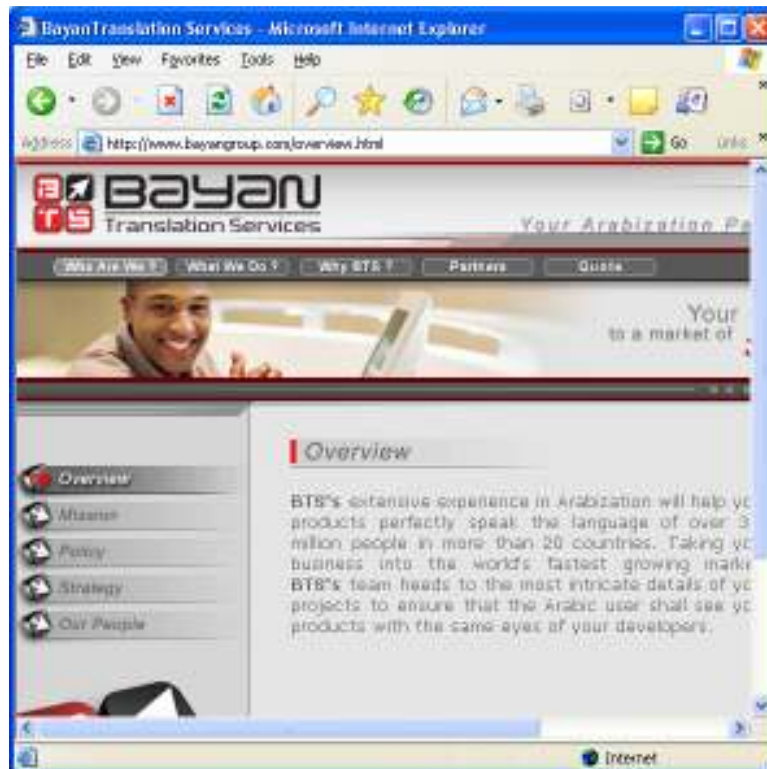 BayanTranslation Services - Microsoft Internet Explorer
File Edit View Favorites Tools Help
Address http://www.bayangroup.com/overview.html Go Links
BTS BAYAN
Translation Services
Your Arabization Pa
Who Are We ? What We Do ? Why BTS ? Partners Quote
Your
to a market of
Overview
Mission
Policy
Strategy
Our People
Overview
BTS"s extensive experience in Arabization will help yo
products perfectly speak the language of over 3
million people in more than 20 countries. Taking yo
business into the world's fastest growing marke
BTS"s team heeds to the most intricate details of yo
projects to ensure that the Arabic user shall see yo
products with the same eyes of your developers.
Internet